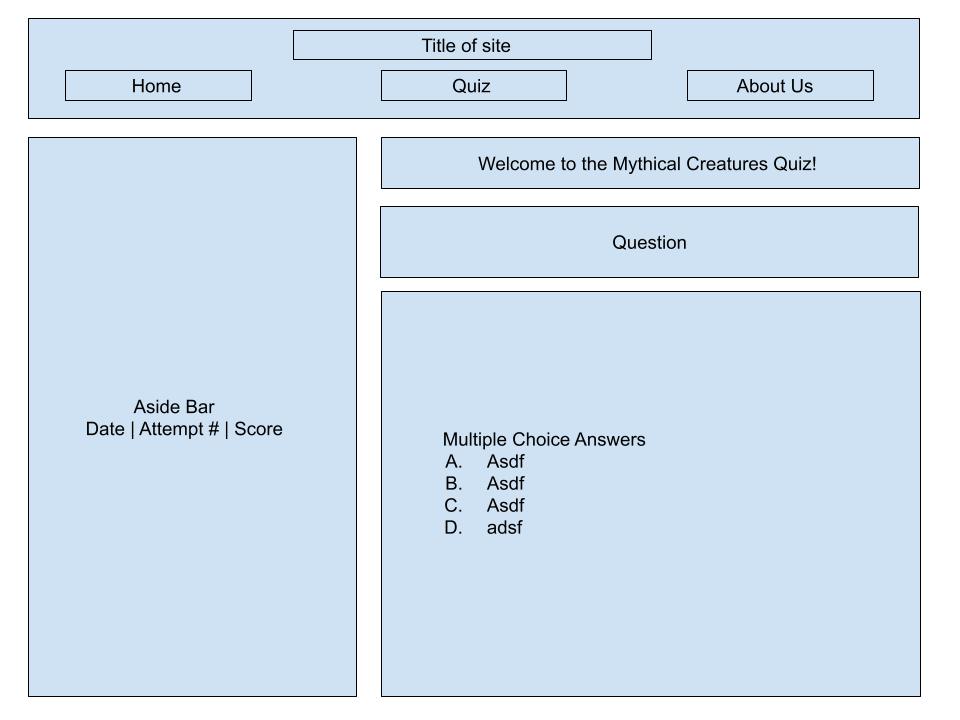 Title of site
Home
Quiz
About Us
Welcome to the Mythical Creatures Quiz!
Question
Aside Bar
Date | Attempt # | Score
Multiple Choice Answers
A. Asdf
B. Asdf
C. Asdf
D. adsf